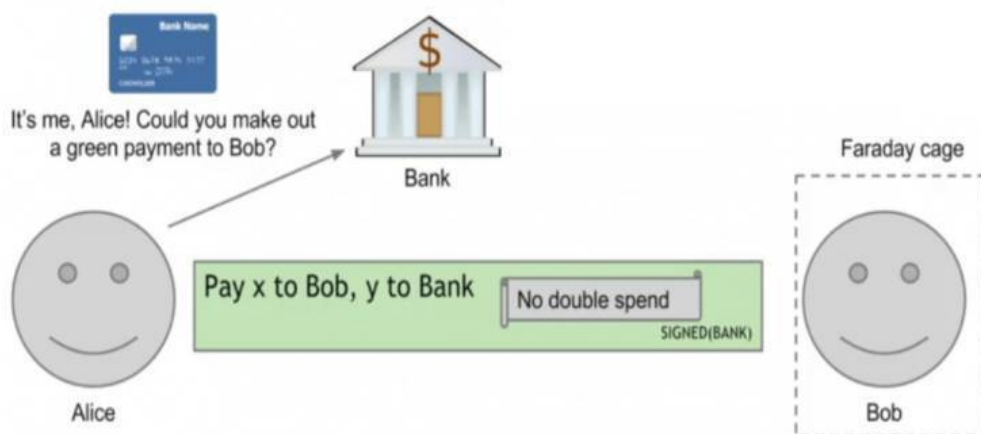 Bank Name
It's me, Alice! Could you make out
a green payment to Bob?
Bank
Faraday cage
Pay x to Bob, y to Bank
No double spend
SIGNED(BANK)
Alice
Bob